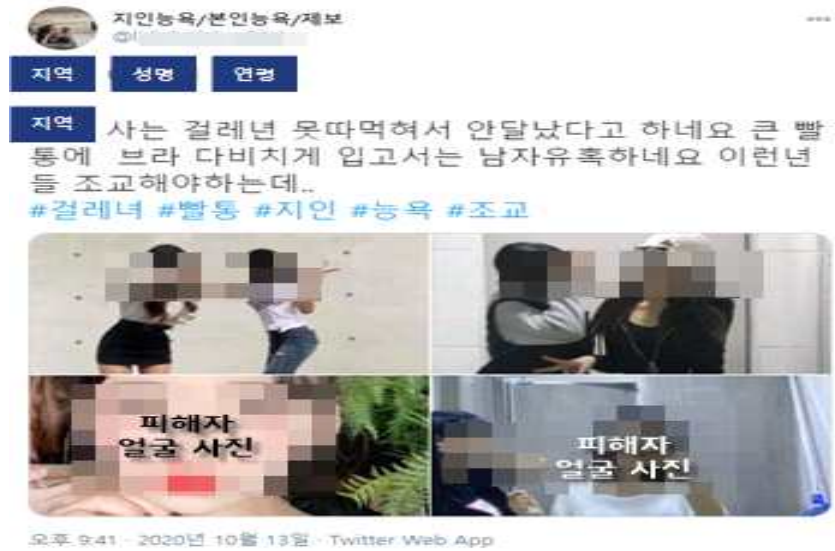 지인능욕/본인능욕/제보
지역 성명 연령
지역 사는 걸레년 못따먹혀서 안달났다고 하네요 큰 빨
통에 브라 다비치게 입고서는 남자유혹하네요 이런년
들 조교해야하는데..
#걸레녀 #빨통 #지인 #능욕 #조교
피해자
얼굴 사진
피해자
얼굴 사진
오후 9:41 · 2020년 10월 13일 · Twitter Web App